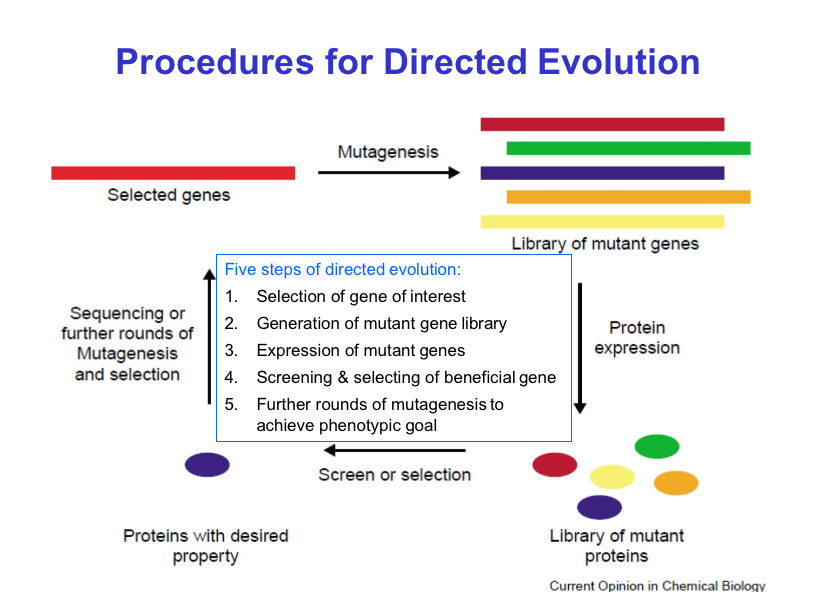 Procedures for Directed Evolution
Mutagenesis
Selected genes
Library of mutant genes
Five steps of directed evolution:
1. Selection of gene of interest
2. Generation of mutant gene library
3. Expression of mutant genes
4. Screening & selecting of beneficial gene
5. Further rounds of mutagenesis to
achieve phenotypic goal
Sequencing or
further rounds of
Mutagenesis
and selection
Protein
expression
Screen or selection
Proteins with desired
property
Library of mutant
proteins
Current Opinion in Chemical Biology